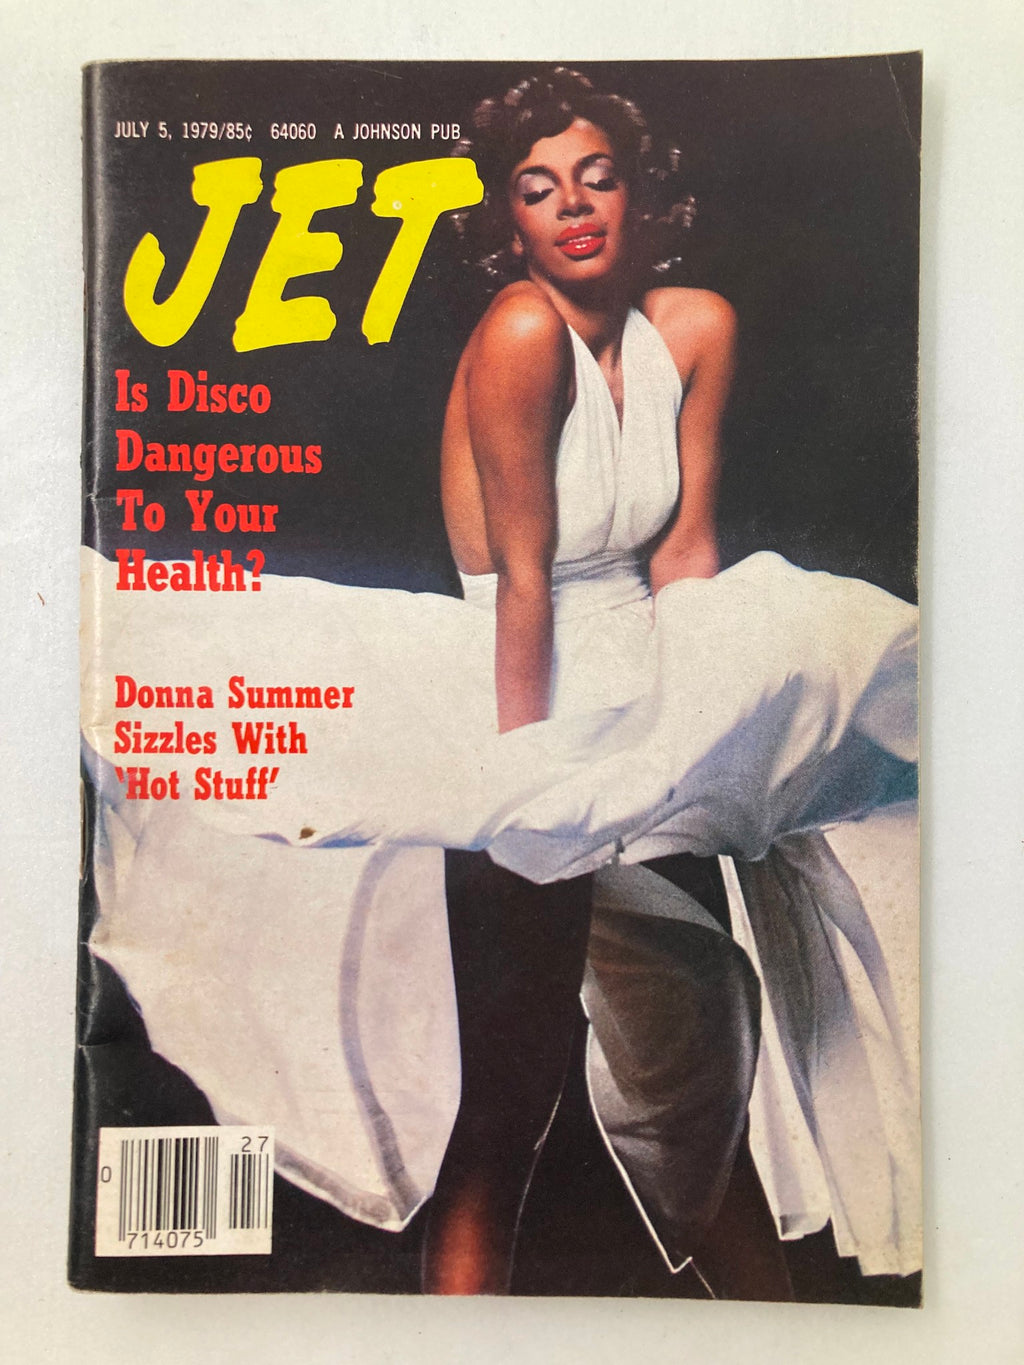 JULY 5, 1979/85¢ 64060 A JOHNSON PUB
JET
Is Disco
Dangerous
To Your
Health?
Donna Summer
Sizzles With
'Hot Stuff'
27
0
714075